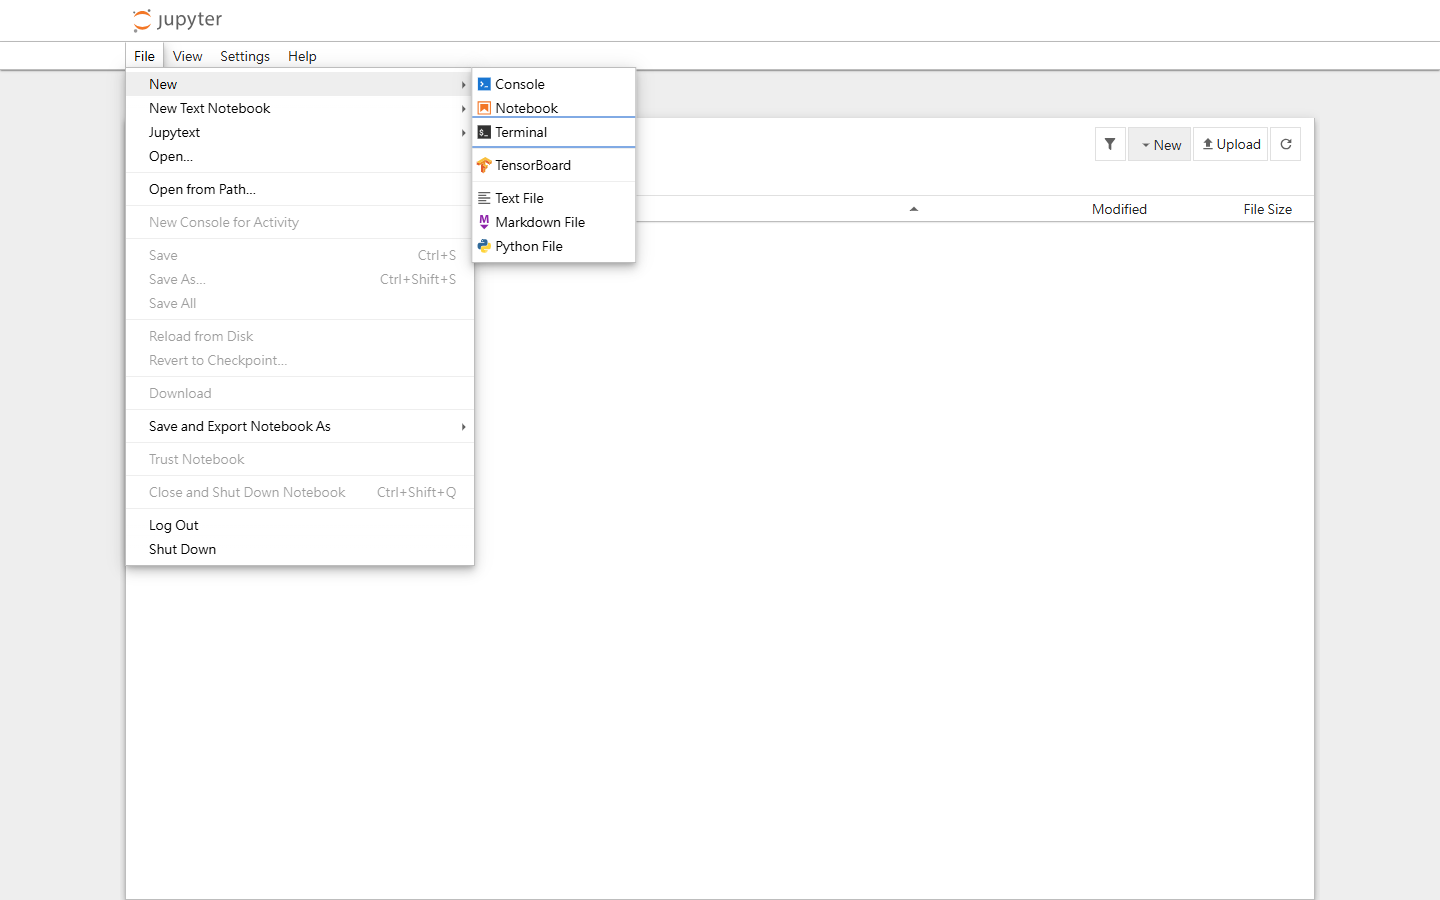 jupyter
File View Settings Help
New
New Text Notebook
Jupytext
Open…
Open from Path…
New Console for Activity
Save Ctrl+S
Save As… Ctrl+Shift+S
Save All
Reload from Disk
Revert to Checkpoint…
Download
Save and Export Notebook As
Trust Notebook
Close and Shut Down Notebook Ctrl+Shift+Q
Log Out
Shut Down
Console
Notebook
Terminal
TensorBoard
Text File
Markdown File
Python File
New Upload
Modified File Size